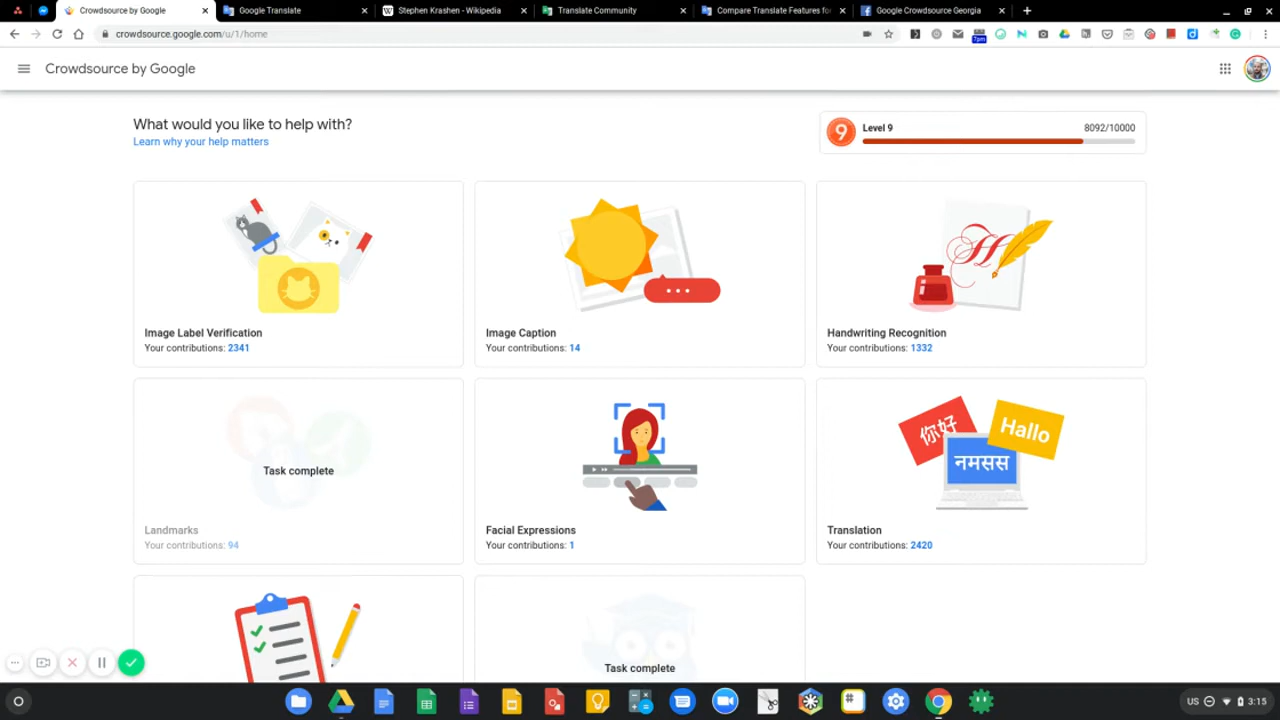 Crowdsource by Google
Google Translate
Stephen Krashen - Wikipedia
Translate Community
Compare Translate Features for
Google Crowdsource Georgia
crowdsource.google.com/u/1/home
7pm
Crowdsource by Google
What would you like to help with?
Learn why your help matters
9
Level 9
8092/10000
H
Image Label Verification
Your contributions: 2341
Image Caption
Your contributions: 14
Handwriting Recognition
Your contributions: 1332
你好
Hallo
नमसस
Task complete
Landmarks
Your contributions: 94
Facial Expressions
Your contributions: 1
Translation
Your contributions: 2420
Task complete
US
3:15